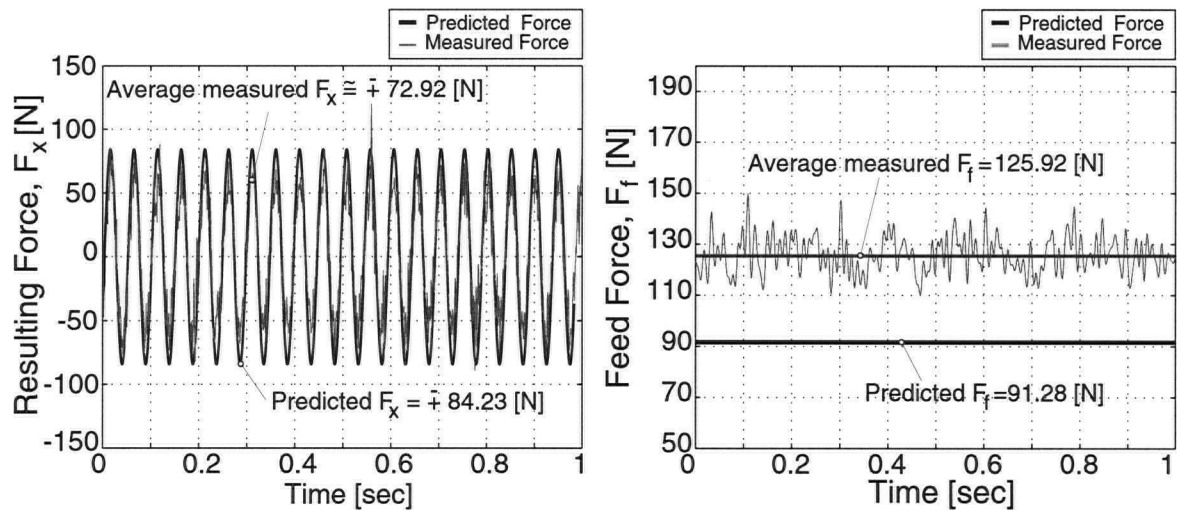 Predicted Force
Measured Force
150
100
50
0
-50
-100
-150
Resulting Force, Fx [N]
Average measured Fx ≅ ∓ 72.92 [N]
Predicted Fx = ∓ 84.23 [N]
0
0.2
0.4
0.6
0.8
1
Time [sec]
Predicted Force
Measured Force
190
170
150
130
110
90
70
50
Feed Force, Ff [N]
Average measured Ff =125.92 [N]
Predicted Ff =91.28 [N]
0
0.2
0.4
0.6
0.8
1
Time [sec]